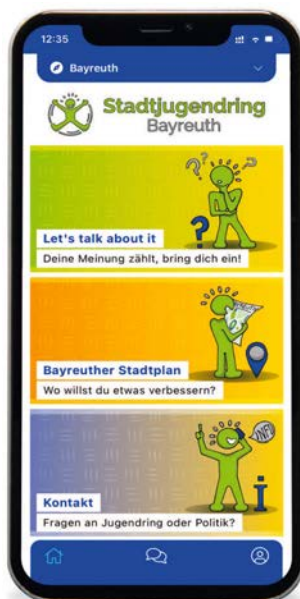 12:35
Bayreuth
Stadtjugendring
Bayreuth
???
?
Let's talk about it
Deine Meinung zählt, bring dich ein!
Bayreuther Stadtplan
Wo willst du etwas verbessern?
INFO
i
Kontakt
Fragen an Jugendring oder Politik?